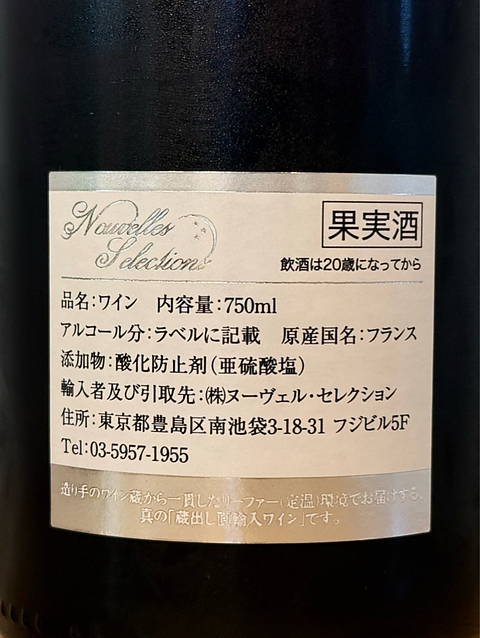 Nouvelles
Selections
果実酒
飲酒は20歳になってから
品名：ワイン　内容量：750ml
アルコール分：ラベルに記載　原産国名：フランス
添加物：酸化防止剤（亜硫酸塩）
輸入者及び引取先：㈱ヌーヴェル・セレクション
住所：東京都豊島区南池袋3-18-31 フジビル5F
Tel：03-5957-1955
造り手のワイン蔵から一貫したリーファー（定温）環境でお届けする、
真の「蔵出し直輸入ワイン」です。